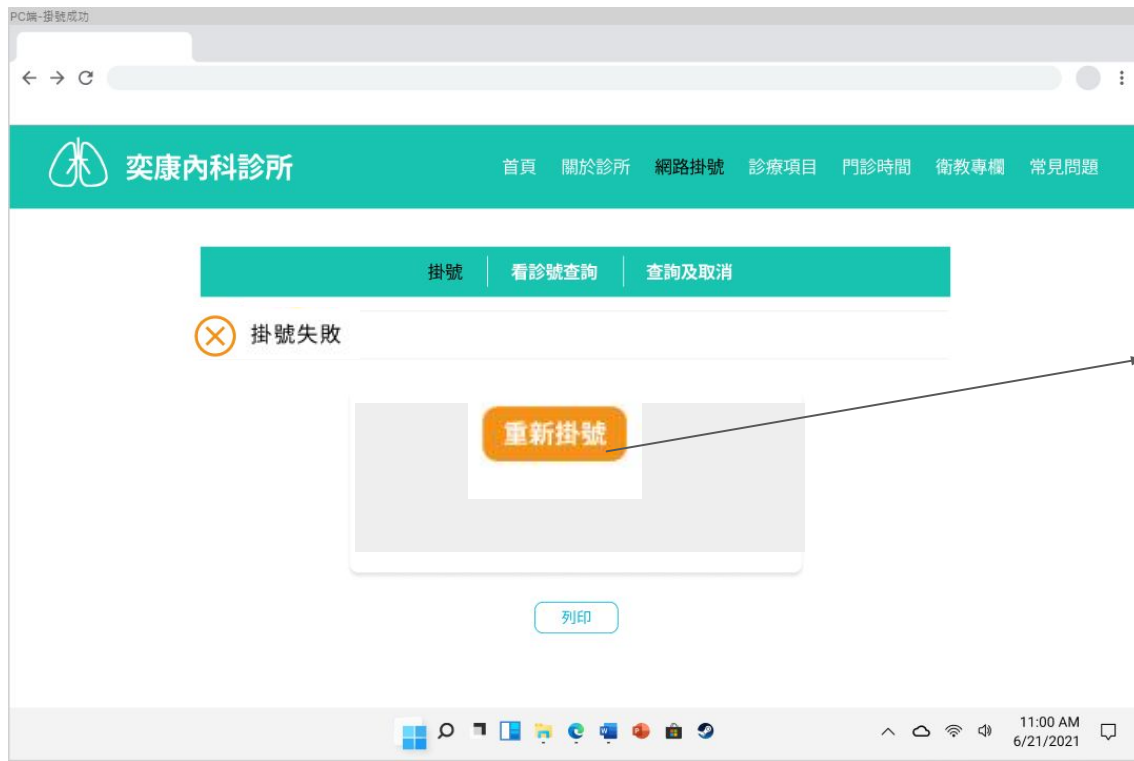 PC端-掛號成功
奕康內科診所
首頁 關於診所 網路掛號 診療項目 門診時間 衛教專欄 常見問題
掛號 看診號查詢 查詢及取消
掛號失敗
重新掛號
列印
11:00 AM
6/21/2021